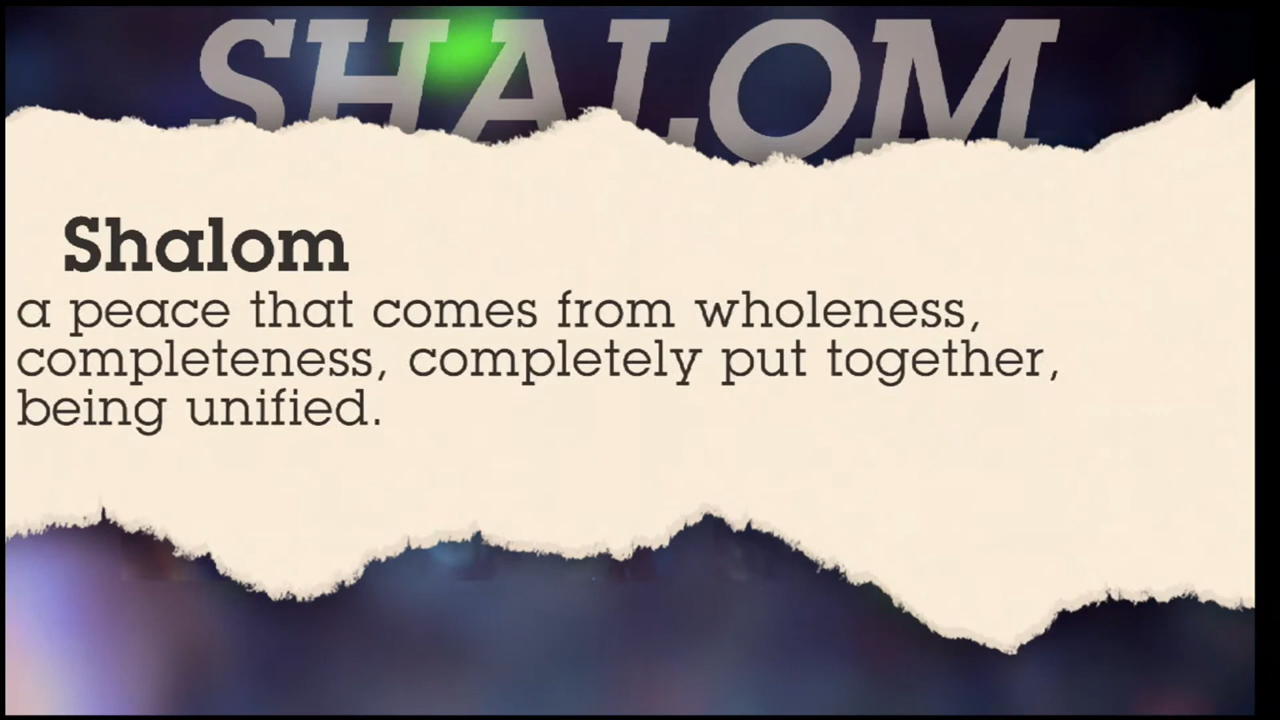 SHALOM
Shalom
a peace that comes from wholeness,
completeness, completely put together,
being unified.